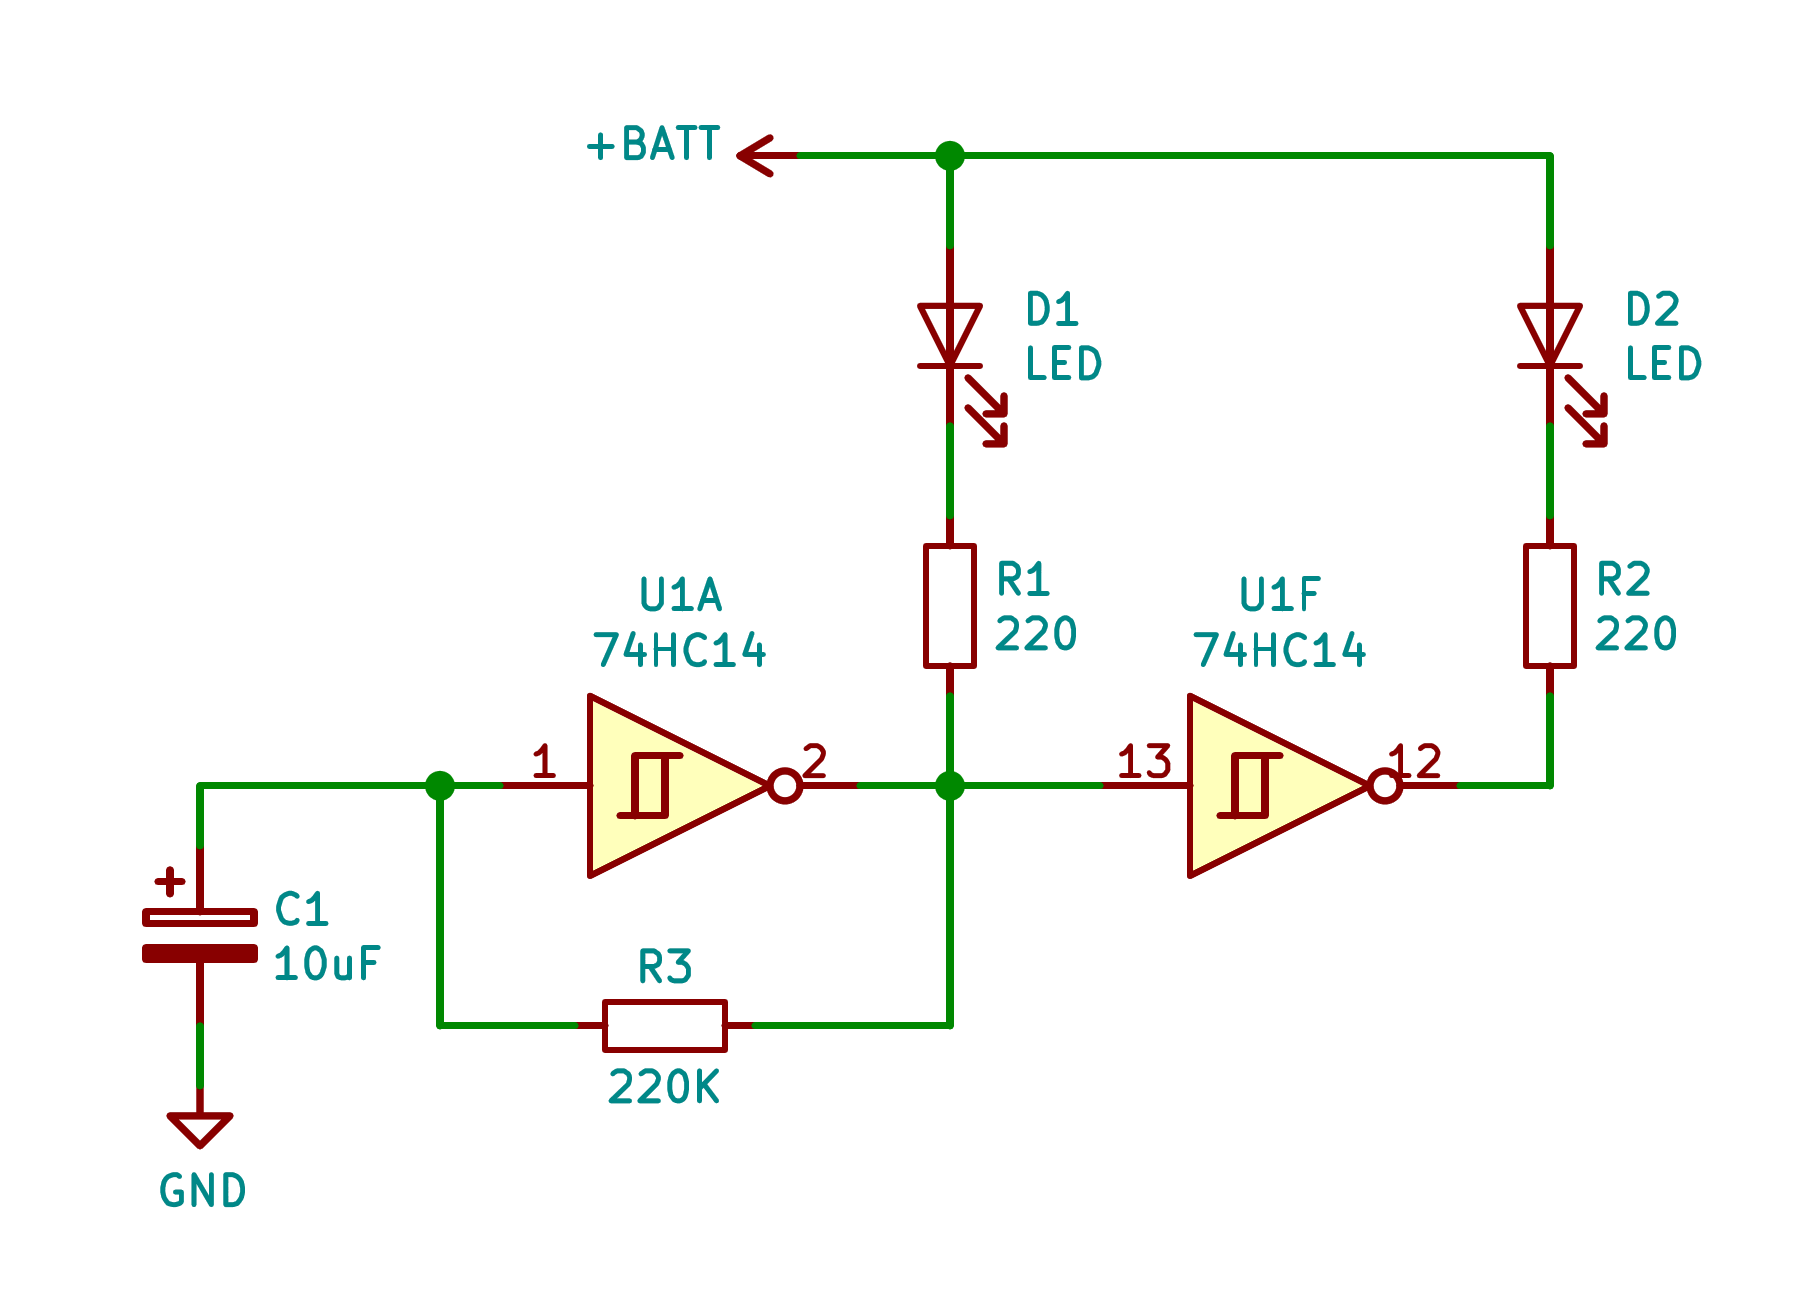 +BATT
D1
LED
D2
LED
R1
220
R2
220
U1A
74HC14
U1F
74HC14
1
2
13
12
+
C1
10uF
R3
220K
GND